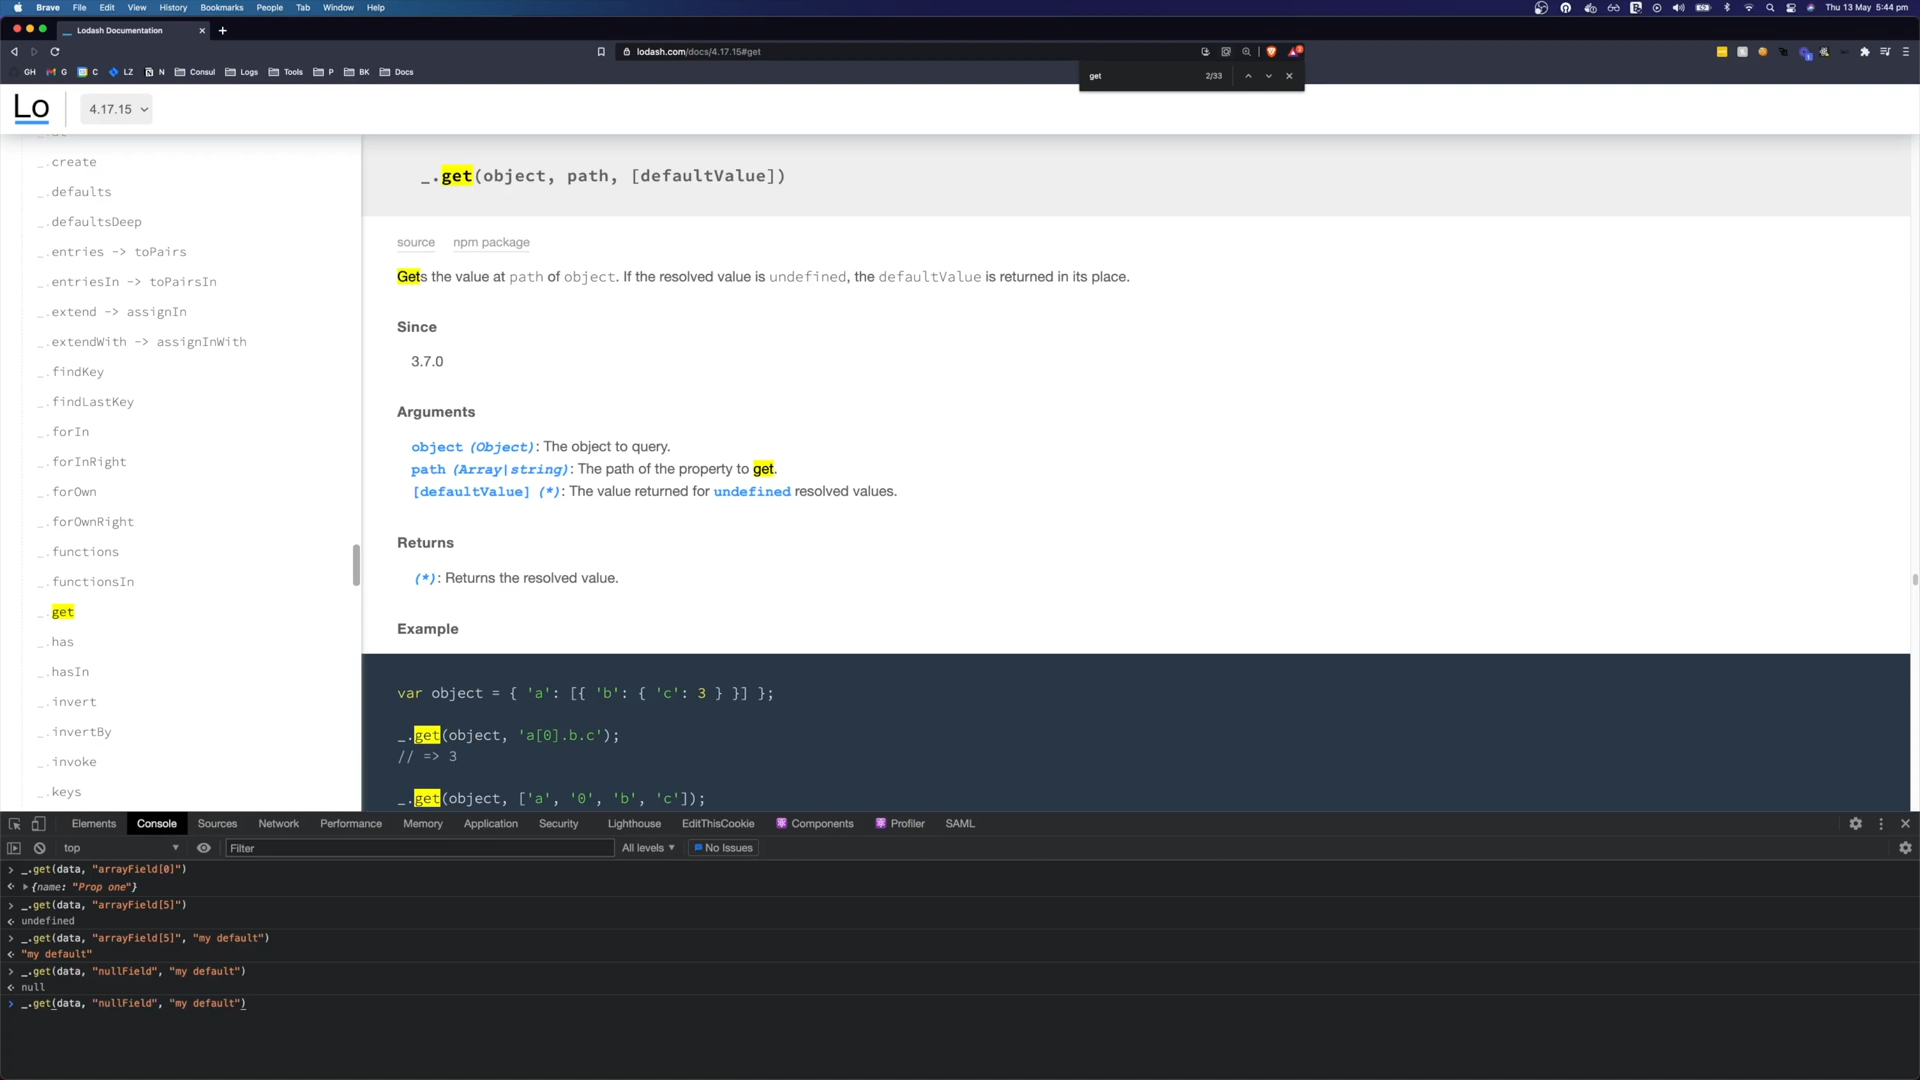 Brave File Edit View History Bookmarks People Tab Window Help Thu 13 May 5:44 pm
Lodash Documentation
lodash.com/docs/4.17.15#get
GH G C LZ N Consul Logs Tools P BK Docs
get 2/33
Lo 4.17.15
_.create
_.defaults
_.defaultsDeep
_.entries -> toPairs
_.entriesIn -> toPairsIn
_.extend -> assignIn
_.extendWith -> assignInWith
_.findKey
_.findLastKey
_.forIn
_.forInRight
_.forOwn
_.forOwnRight
_.functions
_.functionsIn
_.get
_.has
_.hasIn
_.invert
_.invertBy
_.invoke
_.keys
_.get(object, path, [defaultValue])
source npm package
Gets the value at path of object. If the resolved value is undefined, the defaultValue is returned in its place.
Since
3.7.0
Arguments
object (Object): The object to query.
path (Array|string): The path of the property to get.
[defaultValue] (*): The value returned for undefined resolved values.
Returns
(*): Returns the resolved value.
Example
var object = { 'a': [{ 'b': { 'c': 3 } }] };
_.get(object, 'a[0].b.c');
// => 3
_.get(object, ['a', '0', 'b', 'c']);
Elements Console Sources Network Performance Memory Application Security Lighthouse EditThisCookie Components Profiler SAML
top Filter All levels No Issues
_.get(data, "arrayField[0]")
{name: "Prop one"}
_.get(data, "arrayField[5]")
undefined
_.get(data, "arrayField[5]", "my default")
"my default"
_.get(data, "nullField", "my default")
null
_.get(data, "nullField", "my default")